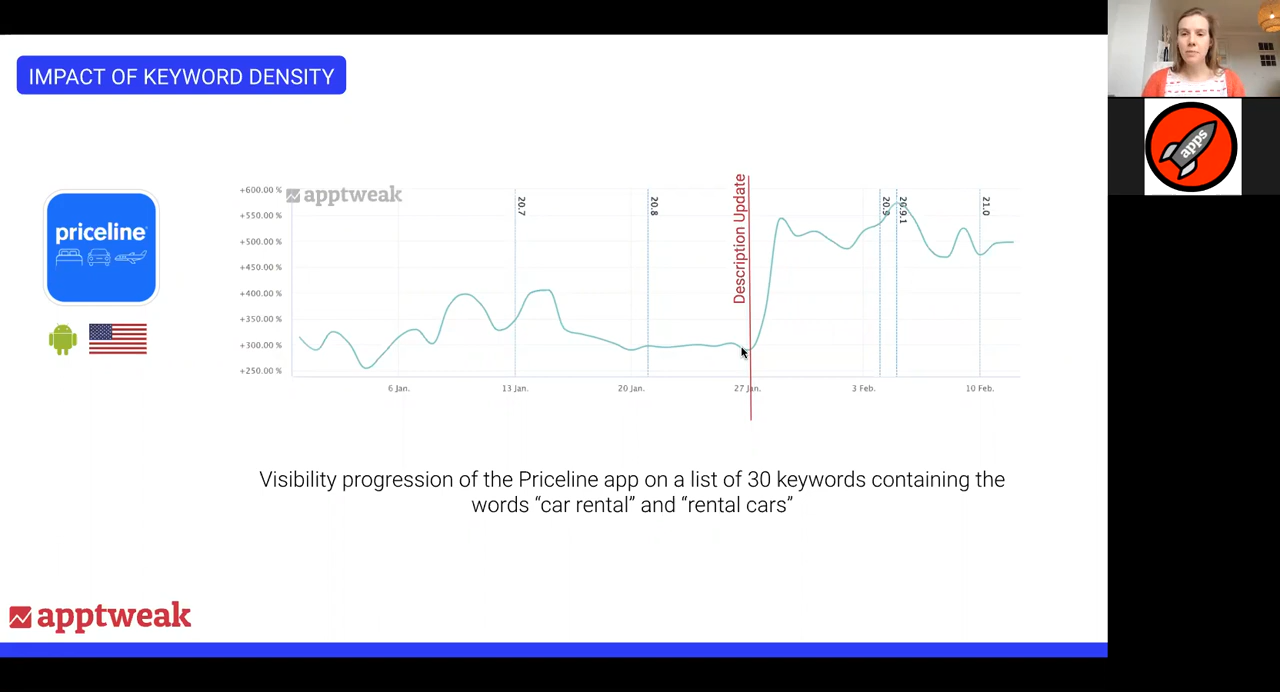 IMPACT OF KEYWORD DENSITY
priceline
apptweak
+600.00 %
+550.00 %
+500.00 %
+450.00 %
+400.00 %
+350.00 %
+300.00 %
+250.00 %
20.7
20.8
Description Update
20.9
20.9.1
21.0
6 Jan.
13 Jan.
20 Jan.
27 Jan.
3 Feb.
10 Feb.
Visibility progression of the Priceline app on a list of 30 keywords containing the
words “car rental” and “rental cars”
apptweak
apps